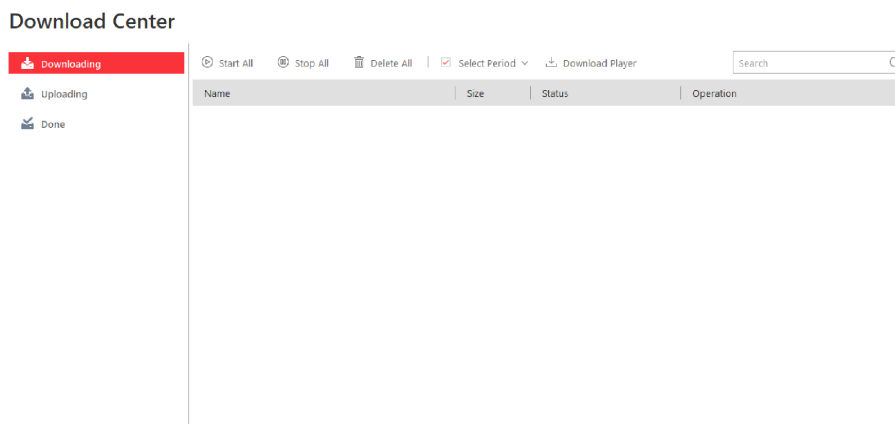 Download Center
Downloading
Uploading
Done
Start All Stop All Delete All Select Period Download Player Search
Name Size Status Operation